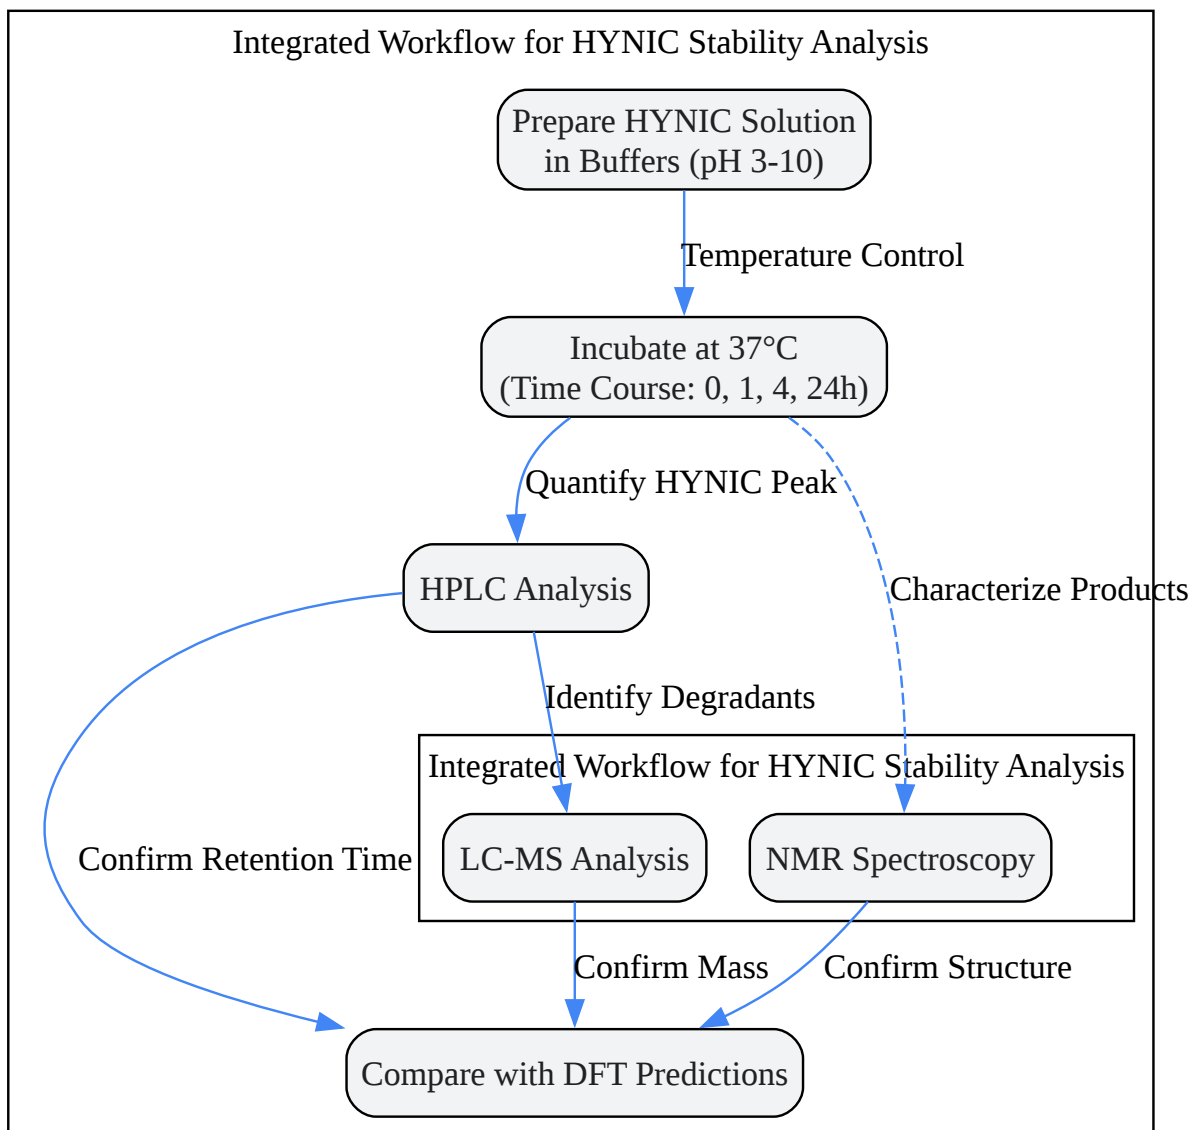 Integrated Workflow for HYNIC Stability Analysis
Prepare HYNIC Solution
in Buffers (pH 3-10)
Temperature Control
Incubate at 37°C
(Time Course: 0, 1, 4, 24h)
Quantify HYNIC Peak
HPLC Analysis
Characterize Products
Identify Degradants
Integrated Workflow for HYNIC Stability Analysis
Confirm Retention Time
LC-MS Analysis
NMR Spectroscopy
Confirm Mass
Confirm Structure
Compare with DFT Predictions